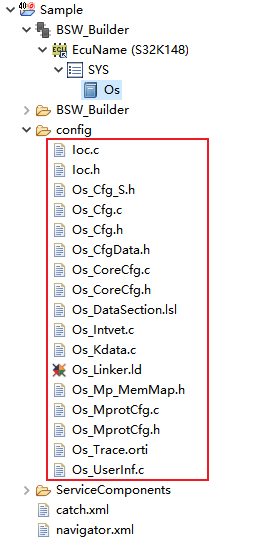 Sample
BSW_Builder
EcuName (S32K148)
SYS
Os
BSW_Builder
config
Ioc.c
Ioc.h
Os_Cfg_S.h
Os_Cfg.c
Os_Cfg.h
Os_CfgData.h
Os_CoreCfg.c
Os_CoreCfg.h
Os_DataSection.lsl
Os_Intvet.c
Os_Kdata.c
Os_Linker.ld
Os_Mp_MemMap.h
Os_MprotCfg.c
Os_MprotCfg.h
Os_Trace.orti
Os_UserInf.c
ServiceComponents
catch.xml
navigator.xml